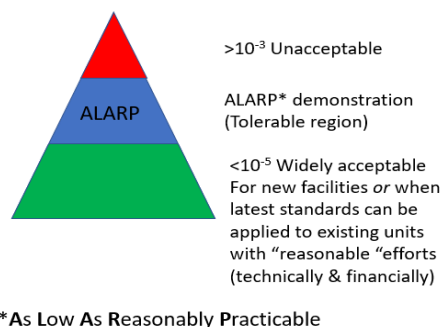 >10-3 Unacceptable
ALARP
ALARP* demonstration
(Tolerable region)
<10-5 Widely acceptable
For new facilities or when
latest standards can be
applied to existing units
with “reasonable “efforts
(technically & financially)
*As Low As Reasonably Practicable